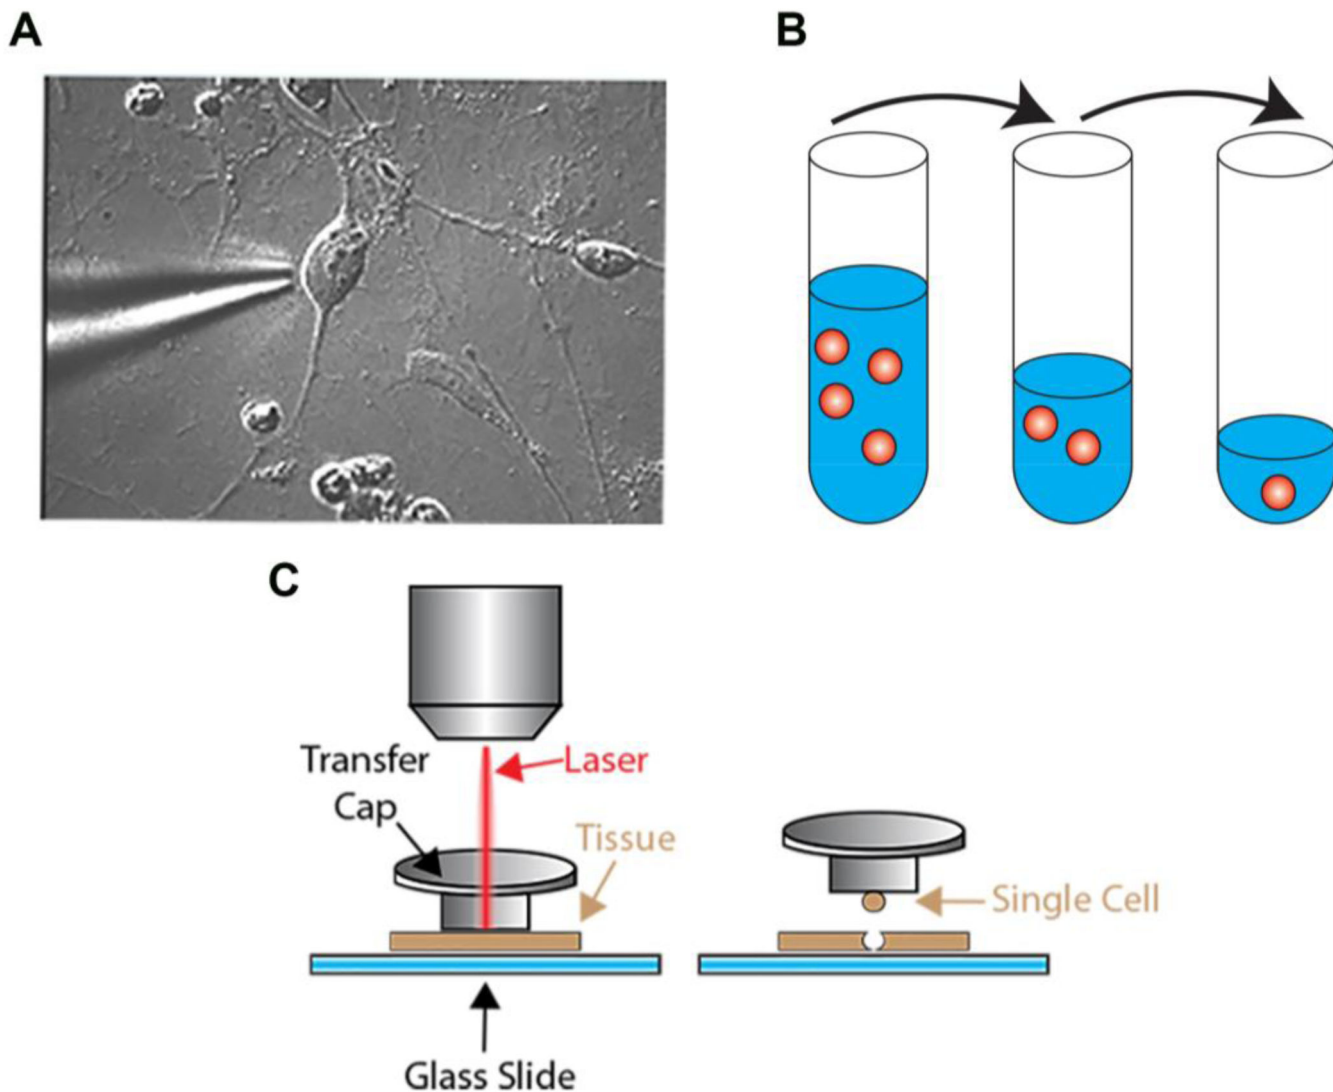 A
B
C
Transfer
Cap
Laser
Tissue
Single Cell
Glass Slide